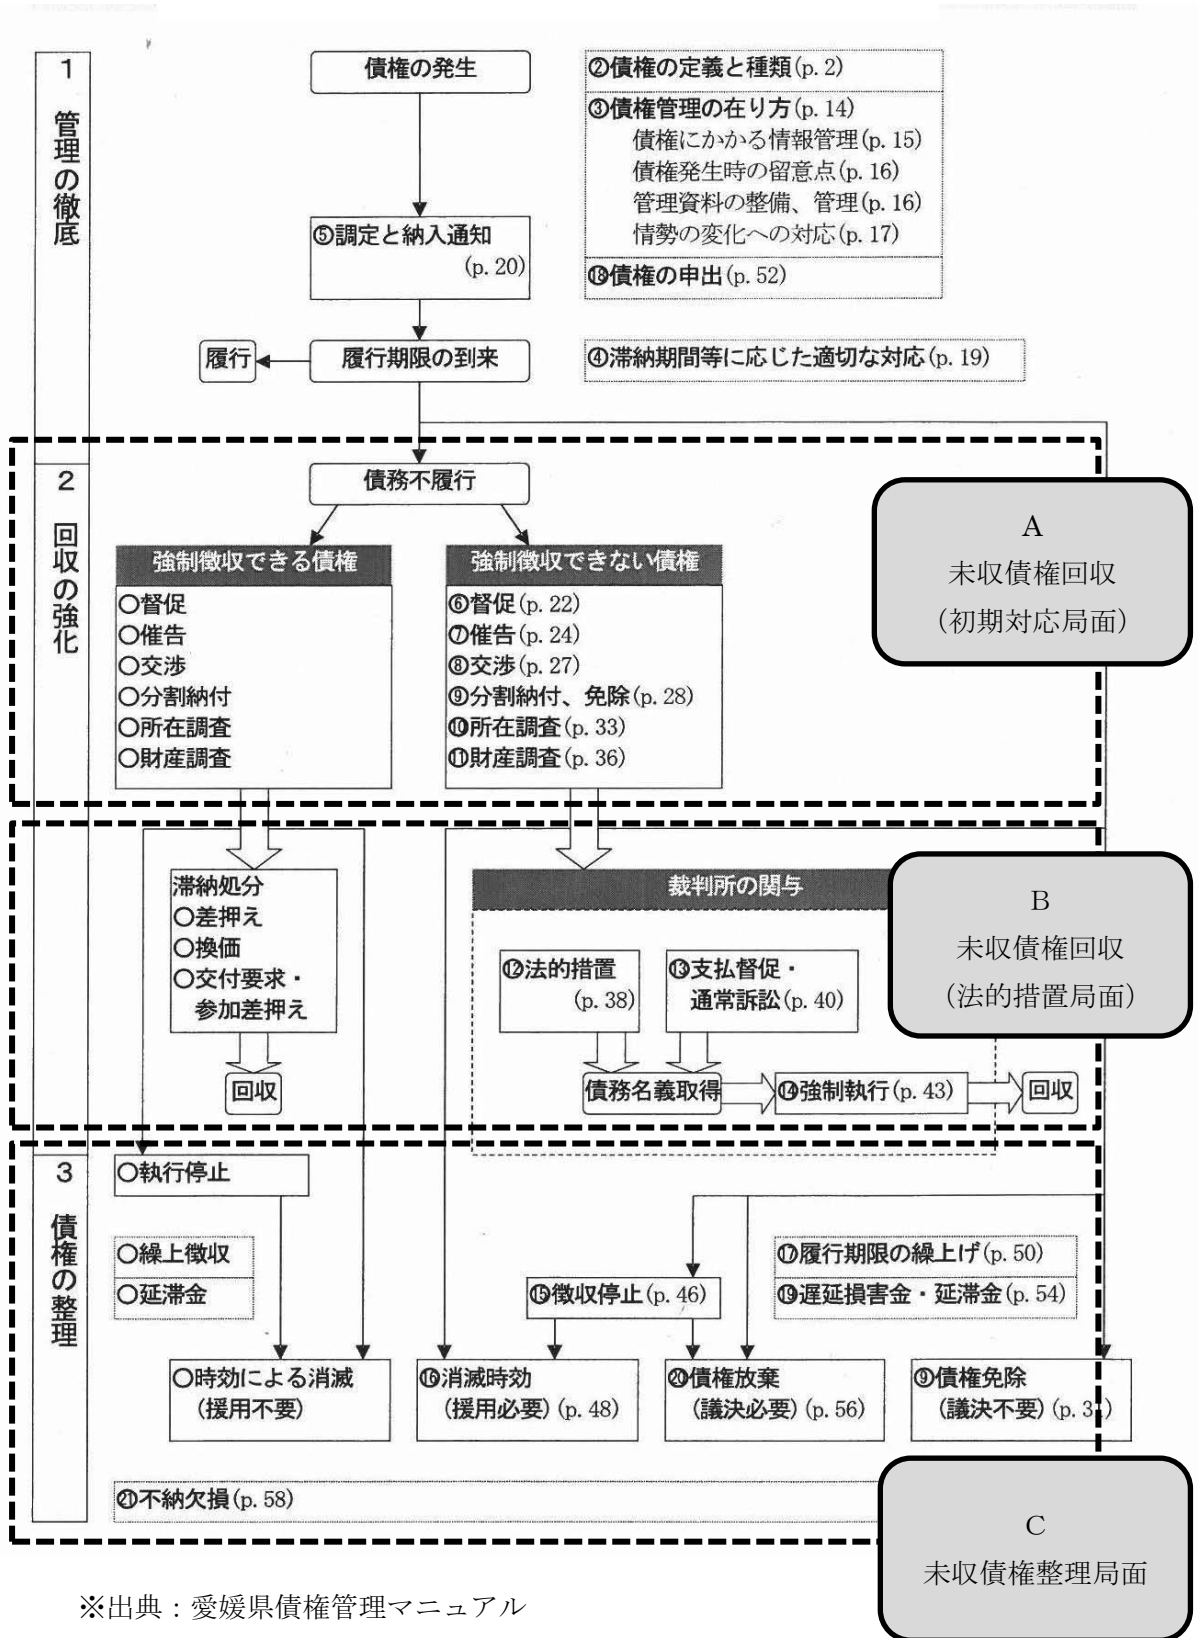 1 管理の徹底
債権の発生
②債権の定義と種類(p. 2)
③債権管理の在り方(p. 14)
債権にかかる情報管理(p. 15)
債権発生時の留意点(p. 16)
管理資料の整備、管理(p. 16)
情勢の変化への対応(p. 17)
⑱債権の申出(p. 52)
⑤調定と納入通知
(p. 20)
履行
履行期限の到来
④滞納期間等に応じた適切な対応(p. 19)
2 回収の強化
債務不履行
A
未収債権回収
(初期対応局面)
強制徴収できる債権
○督促
○催告
○交渉
○分割納付
○所在調査
○財産調査
強制徴収できない債権
⑥督促(p. 22)
⑦催告(p. 24)
⑧交渉(p. 27)
⑨分割納付、免除(p. 28)
⑩所在調査(p. 33)
⑪財産調査(p. 36)
滞納処分
○差押え
○換価
○交付要求・
参加差押え
回収
裁判所の関与
⑫法的措置
(p. 38)
⑬支払督促・
通常訴訟(p. 40)
債務名義取得
⑭強制執行(p. 43)
回収
B
未収債権回収
(法的措置局面)
3 債権の整理
○執行停止
○繰上徴収
○延滞金
⑰履行期限の繰上げ(p. 50)
⑲遅延損害金・延滞金(p. 54)
⑮徴収停止(p. 46)
○時効による消滅
(援用不要)
⑯消滅時効
(援用必要)(p. 48)
⑳債権放棄
(議決必要)(p. 56)
⑨債権免除
(議決不要)(p. 3)
㉑不納欠損(p. 58)
C
未収債権整理局面
※出典：愛媛県債権管理マニュアル